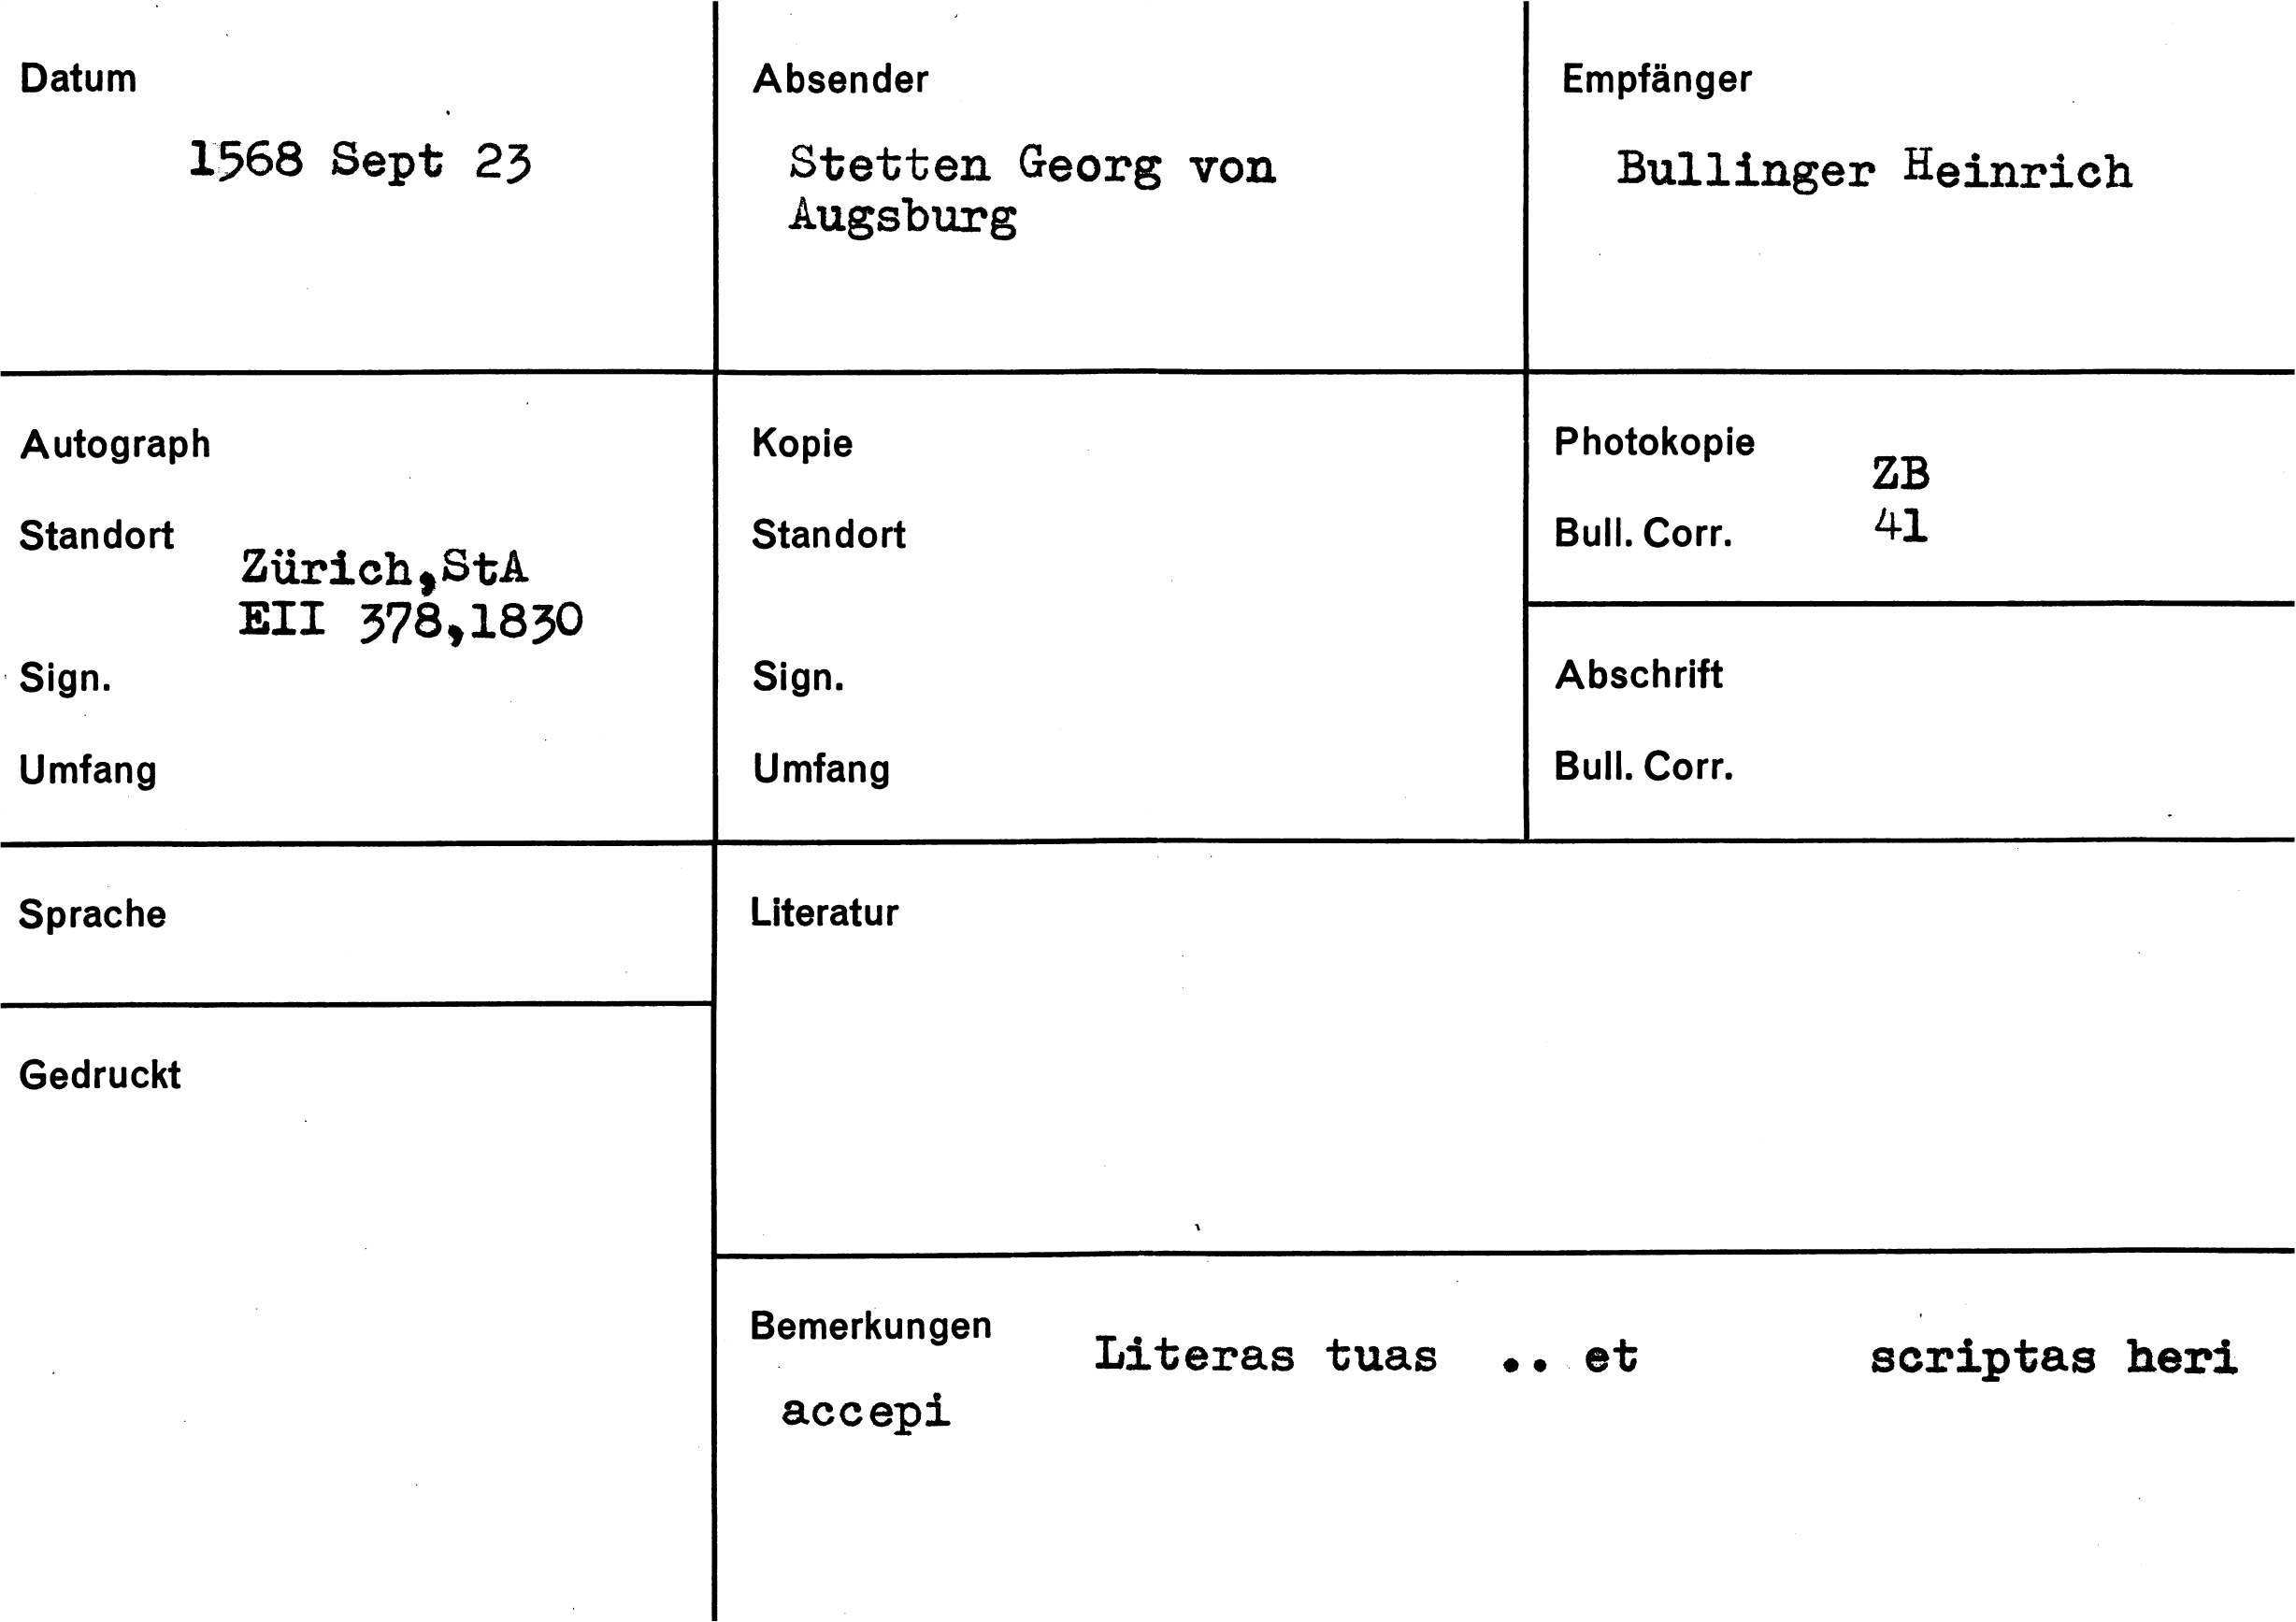 Datum
1568 Sept 23
Absender
Stetten Georg von
Augsburg
Empfänger
Bullinger Heinrich
Autograph
Standort
Zürich,StA
EII 378,1830
Sign.
Umfang
Kopie
Standort
Sign.
Umfang
Photokopie
ZB
Bull. Corr. 41
Abschrift
Bull. Corr.
Sprache
Gedruckt
Literatur
Bemerkungen
Literas tuas .. et scriptas heri
accepi